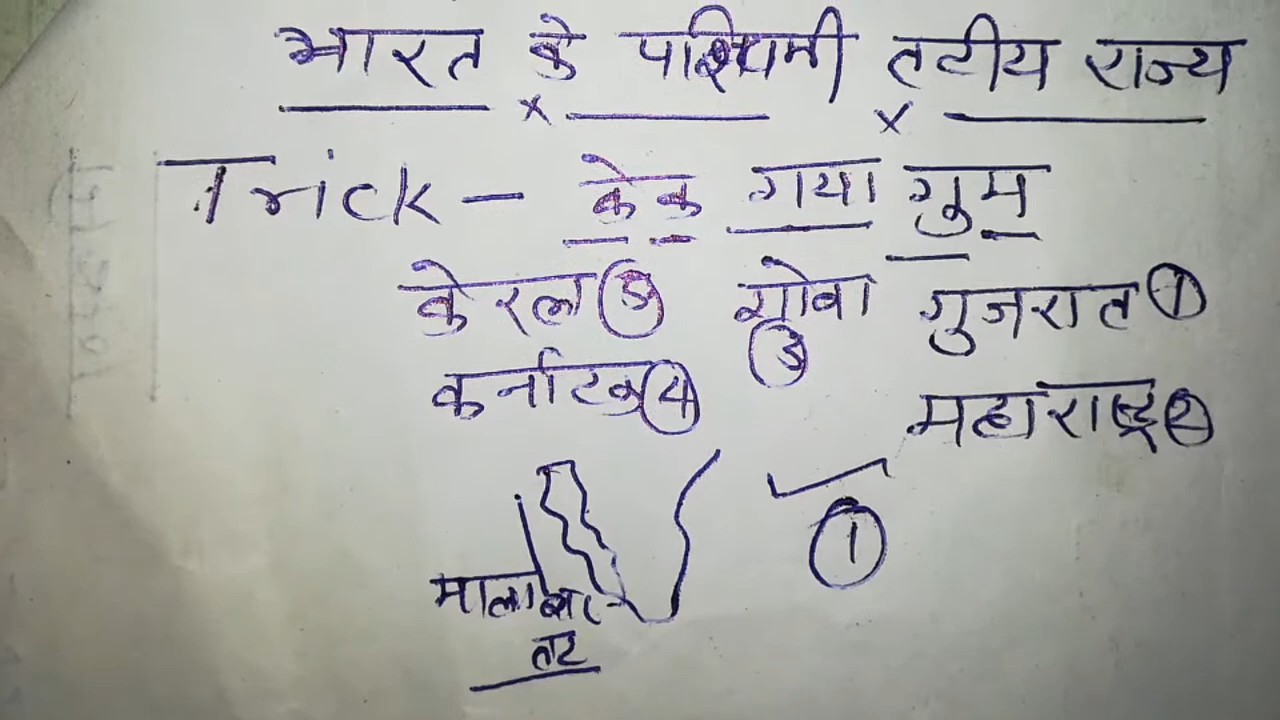 भारत के पश्चिमी तटीय राज्य
Trick - केक गया गुम
केरल ⑤ गोवा ③ गुजरात ①
कर्नाटक ④ महाराष्ट्र ②
①
मालाबार
तट